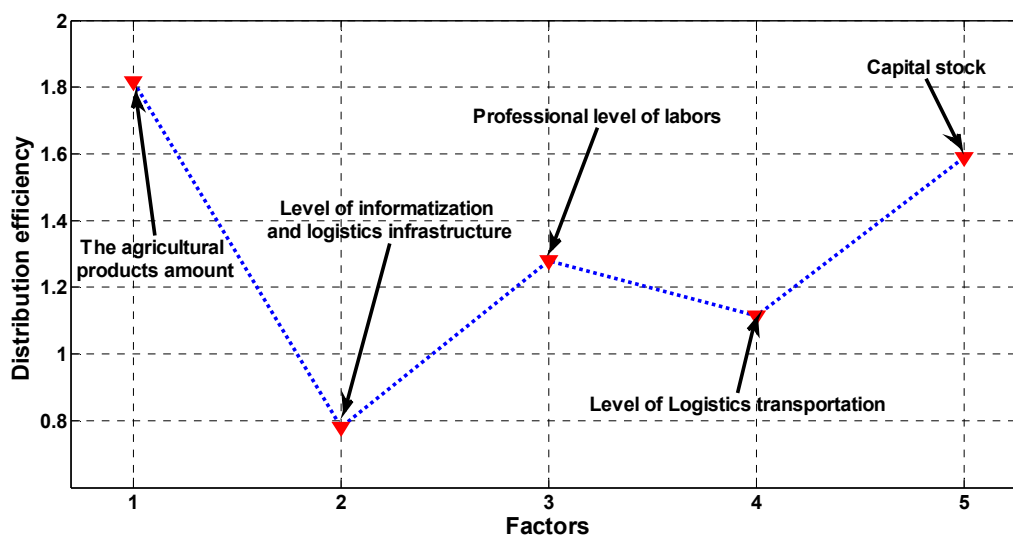 2
1.8
1.6
1.4
1.2
1
0.8
Distribution efficiency
The agricultural
products amount
Level of informatization
and logistics infrastructure
Professional level of labors
Level of Logistics transportation
Capital stock
1
2
3
4
5
Factors